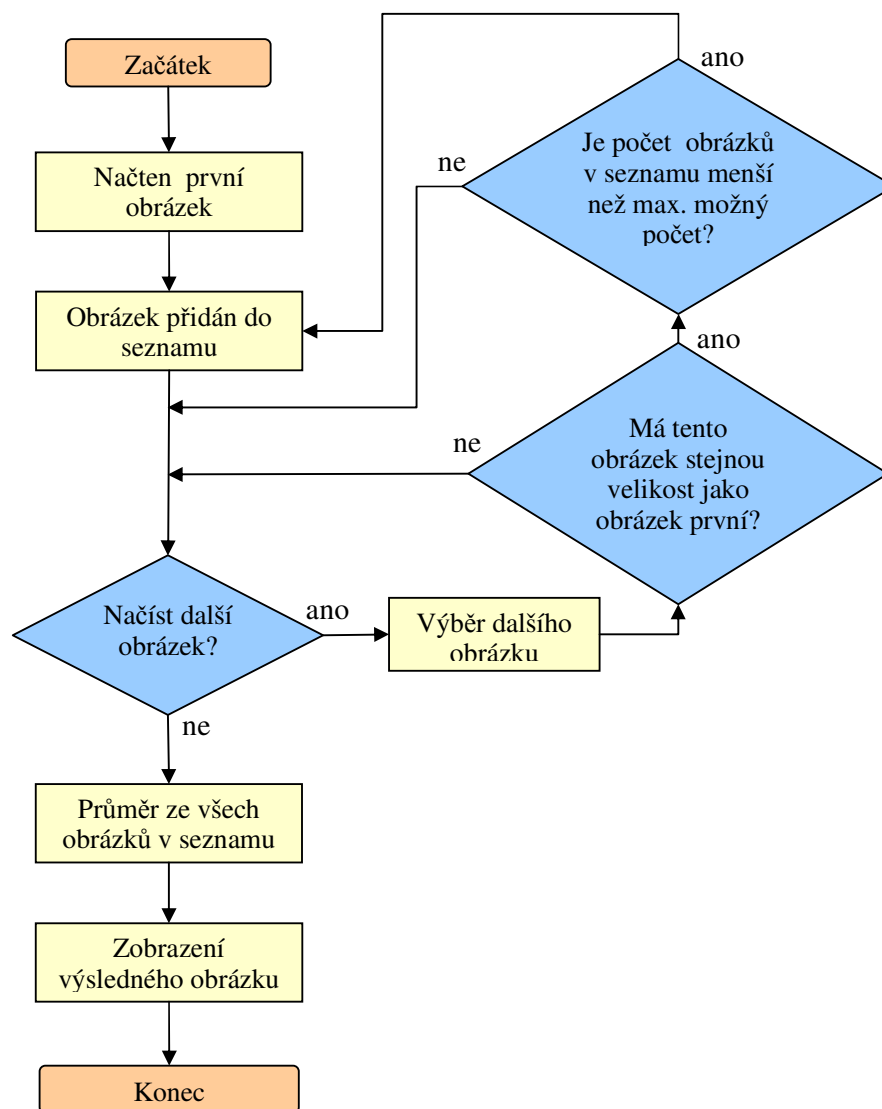 Začátek
Načten první
obrázek
Obrázek přidán do
seznamu
Načíst další
obrázek?
ano
ne
Výběr dalšího
obrázku
Má tento
obrázek stejnou
velikost jako
obrázek první?
ano
ne
Je počet obrázků
v seznamu menší
než max. možný
počet?
ano
ne
Průměr ze všech
obrázků v seznamu
Zobrazení
výsledného obrázku
Konec